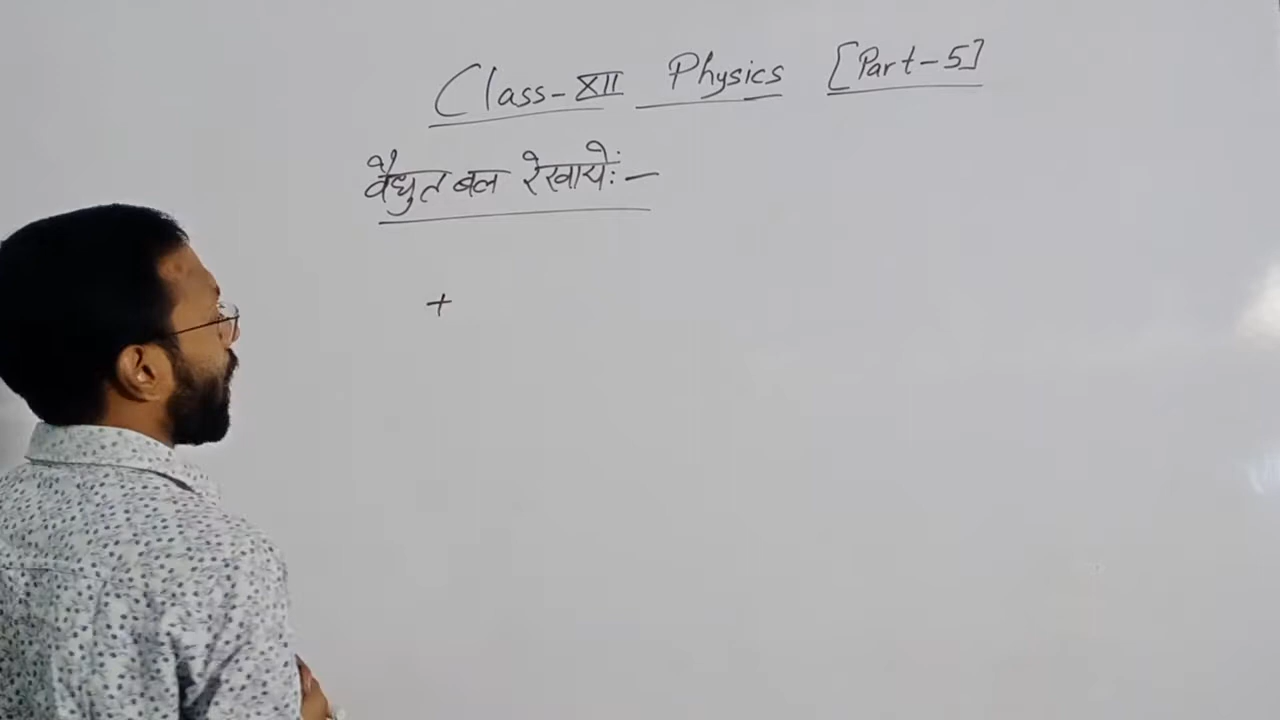 Class-XII Physics [Part-5]
वैधुत बल रेखायें:-
+